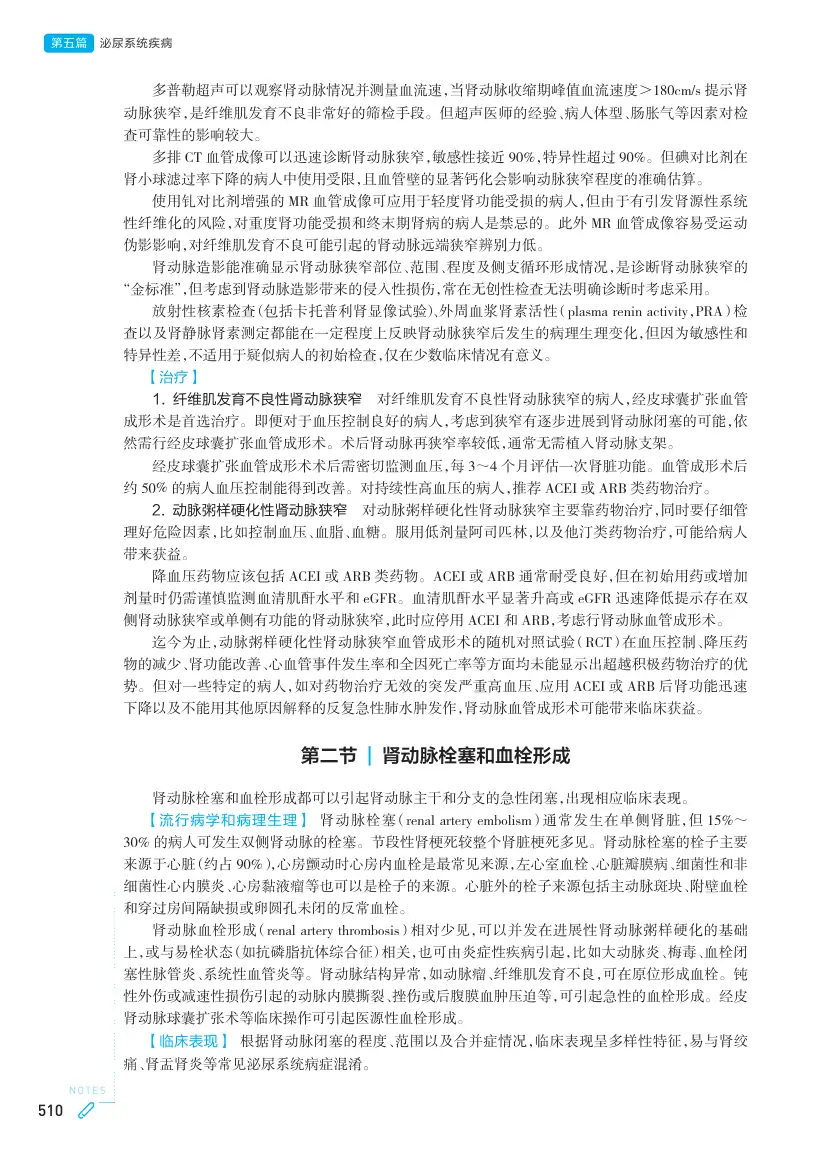 第五篇 泌尿系统疾病
多普勒超声可以观察肾动脉情况并测量血流速，当肾动脉收缩期峰值血流速度＞180cm/s 提示肾
动脉狭窄，是纤维肌发育不良非常好的筛检手段。但超声医师的经验、病人体型、肠胀气等因素对检
查可靠性的影响较大。
多排 CT 血管成像可以迅速诊断肾动脉狭窄，敏感性接近 90%，特异性超过 90%。但碘对比剂在
肾小球滤过率下降的病人中使用受限，且血管壁的显著钙化会影响动脉狭窄程度的准确估算。
使用钆对比剂增强的 MR 血管成像可应用于轻度肾功能受损的病人，但由于有引发肾源性系统
性纤维化的风险，对重度肾功能受损和终末期肾病的病人是禁忌的。此外 MR 血管成像容易受运动
伪影影响，对纤维肌发育不良可能引起的肾动脉远端狭窄辨别力低。
肾动脉造影能准确显示肾动脉狭窄部位、范围、程度及侧支循环形成情况，是诊断肾动脉狭窄的
“金标准”，但考虑到肾动脉造影带来的侵入性损伤，常在无创性检查无法明确诊断时考虑采用。
放射性核素检查（包括卡托普利肾显像试验）、外周血浆肾素活性（plasma renin activity，PRA）检
查以及肾静脉肾素测定都能在一定程度上反映肾动脉狭窄后发生的病理生理变化，但因为敏感性和
特异性差，不适用于疑似病人的初始检查，仅在少数临床情况有意义。
【治疗】
1. 纤维肌发育不良性肾动脉狭窄 对纤维肌发育不良性肾动脉狭窄的病人，经皮球囊扩张血管
成形术是首选治疗。即便对于血压控制良好的病人，考虑到狭窄有逐步进展到肾动脉闭塞的可能，依
然需行经皮球囊扩张血管成形术。术后肾动脉再狭窄率较低，通常无需植入肾动脉支架。
经皮球囊扩张血管成形术术后需密切监测血压，每 3～4 个月评估一次肾脏功能。血管成形术后
约 50% 的病人血压控制能得到改善。对持续性高血压的病人，推荐 ACEI 或 ARB 类药物治疗。
2. 动脉粥样硬化性肾动脉狭窄 对动脉粥样硬化性肾动脉狭窄主要靠药物治疗，同时要仔细管
理好危险因素，比如控制血压、血脂、血糖。服用低剂量阿司匹林，以及他汀类药物治疗，可能给病人
带来获益。
降血压药物应该包括 ACEI 或 ARB 类药物。ACEI 或 ARB 通常耐受良好，但在初始用药或增加
剂量时仍需谨慎监测血清肌酐水平和 eGFR。血清肌酐水平显著升高或 eGFR 迅速降低提示存在双
侧肾动脉狭窄或单侧有功能的肾动脉狭窄，此时应停用 ACEI 和 ARB，考虑行肾动脉血管成形术。
迄今为止，动脉粥样硬化性肾动脉狭窄血管成形术的随机对照试验（RCT）在血压控制、降压药
物的减少、肾功能改善、心血管事件发生率和全因死亡率等方面均未能显示出超越积极药物治疗的优
势。但对一些特定的病人，如对药物治疗无效的突发严重高血压、应用 ACEI 或 ARB 后肾功能迅速
下降以及不能用其他原因解释的反复急性肺水肿发作，肾动脉血管成形术可能带来临床获益。
第二节 | 肾动脉栓塞和血栓形成
肾动脉栓塞和血栓形成都可以引起肾动脉主干和分支的急性闭塞，出现相应临床表现。
【流行病学和病理生理】 肾动脉栓塞（renal artery embolism）通常发生在单侧肾脏，但 15%～
30% 的病人可发生双侧肾动脉的栓塞。节段性肾梗死较整个肾脏梗死多见。肾动脉栓塞的栓子主要
来源于心脏（约占 90%），心房颤动时心房内血栓是最常见来源，左心室血栓、心脏瓣膜病、细菌性和非
细菌性心内膜炎、心房黏液瘤等也可以是栓子的来源。心脏外的栓子来源包括主动脉斑块、附壁血栓
和穿过房间隔缺损或卵圆孔未闭的反常血栓。
肾动脉血栓形成（renal artery thrombosis）相对少见，可以并发在进展性肾动脉粥样硬化的基础
上，或与易栓状态（如抗磷脂抗体综合征）相关，也可由炎症性疾病引起，比如大动脉炎、梅毒、血栓闭
塞性脉管炎、系统性血管炎等。肾动脉结构异常，如动脉瘤、纤维肌发育不良，可在原位形成血栓。钝
性外伤或减速性损伤引起的动脉内膜撕裂、挫伤或后腹膜血肿压迫等，可引起急性的血栓形成。经皮
肾动脉球囊扩张术等临床操作可引起医源性血栓形成。
【临床表现】 根据肾动脉闭塞的程度、范围以及合并症情况，临床表现呈多样性特征，易与肾绞
痛、肾盂肾炎等常见泌尿系统病症混淆。
NOTES
510